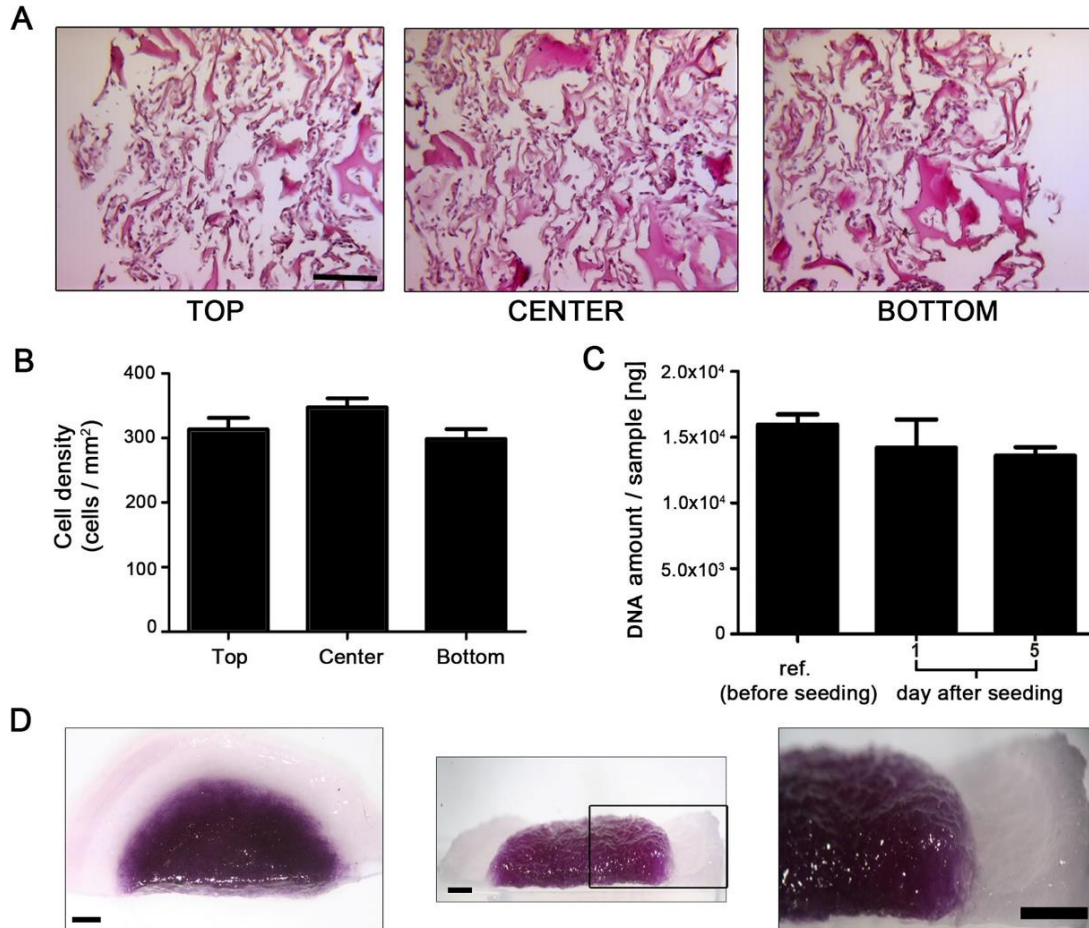 A
TOP
CENTER
BOTTOM
B
Cell density
(cells / mm²)
400
300
200
100
0
Top
Center
Bottom
C
DNA amount / sample [ng]
2.0x10⁴
1.5x10⁴
1.0x10⁴
5.0x10³
0
ref.
(before seeding)
1
5
day after seeding
D